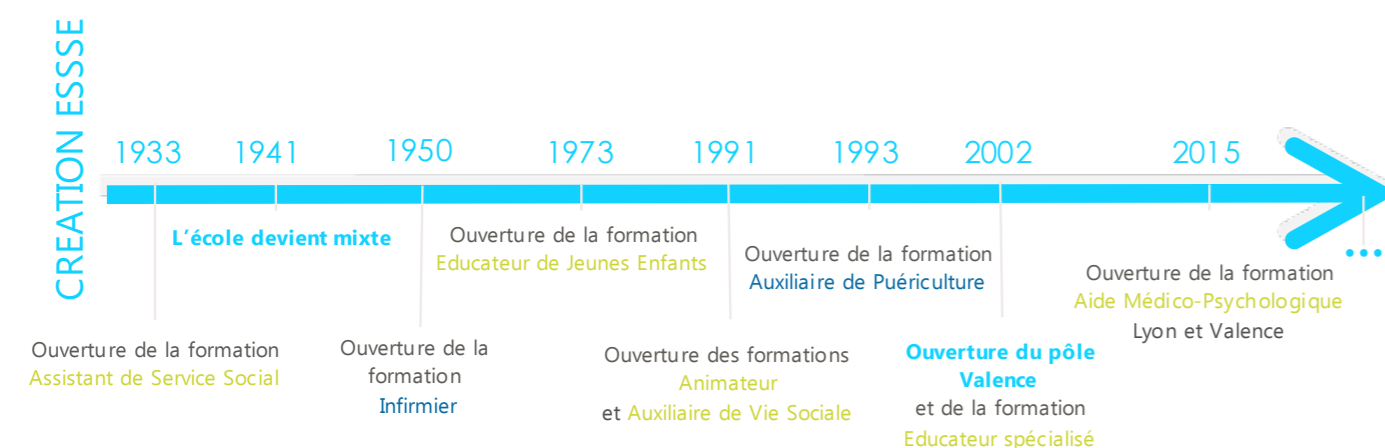 CREATION ESSSE
1933
1941
1950
1973
1991
1993
2002
2015
Ouverture de la formation
Assistant de Service Social
L'école devient mixte
Ouverture de la
formation
Infirmier
Ouverture de la formation
Educateur de Jeunes Enfants
Ouverture des formations
Animateur
et Auxiliaire de Vie Sociale
Ouverture de la formation
Auxiliaire de Puériculture
Ouverture du pôle
Valence
et de la formation
Educateur spécialisé
Ouverture de la formation
Aide Médico-Psychologique
Lyon et Valence
...